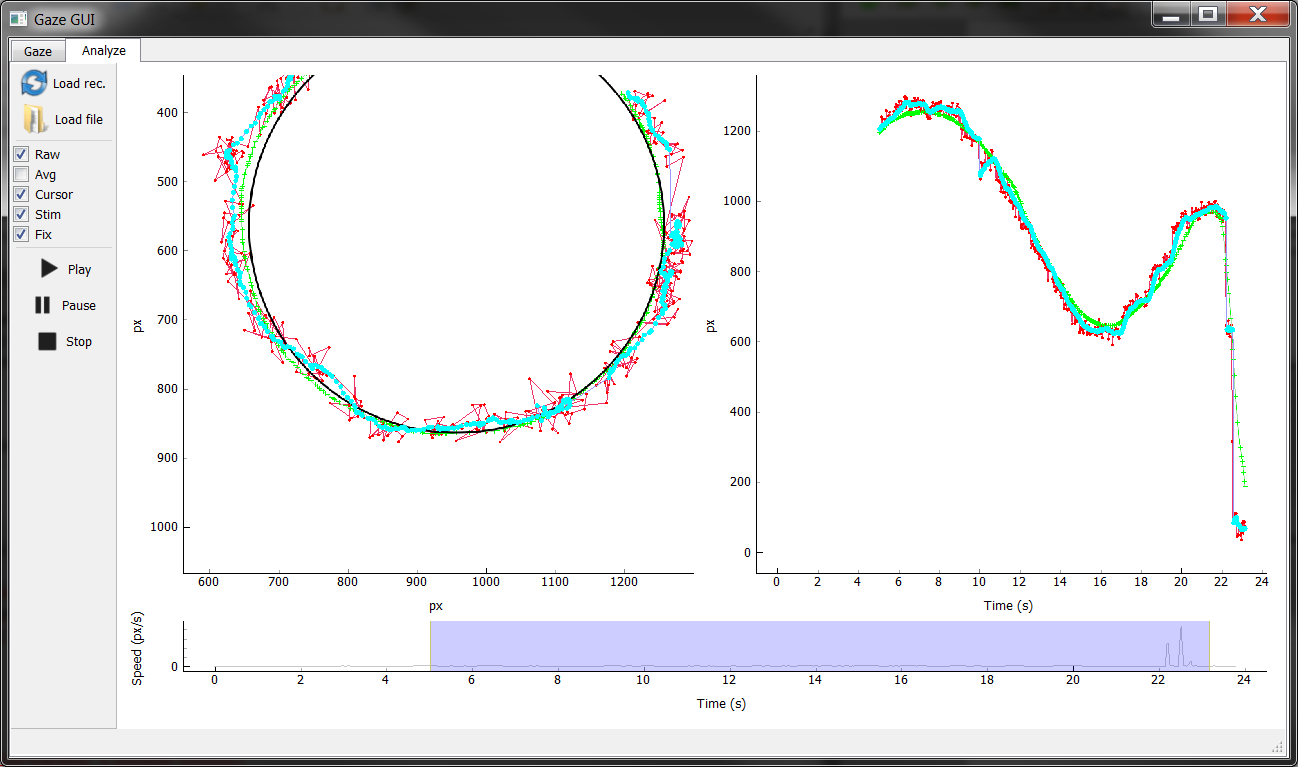 Gaze GUI
Gaze Analyze
Load rec.
Load file
Raw
Avg
Cursor
Stim
Fix
Play
Pause
Stop
400
500
600
700
800
900
1000
px
600 700 800 900 1000 1100 1200
px
1200
1000
800
600
400
200
0
px
0 2 4 6 8 10 12 14 16 18 20 22 24
Time (s)
Speed (px/s)
0
0 2 4 6 8 10 12 14 16 18 20 22 24
Time (s)